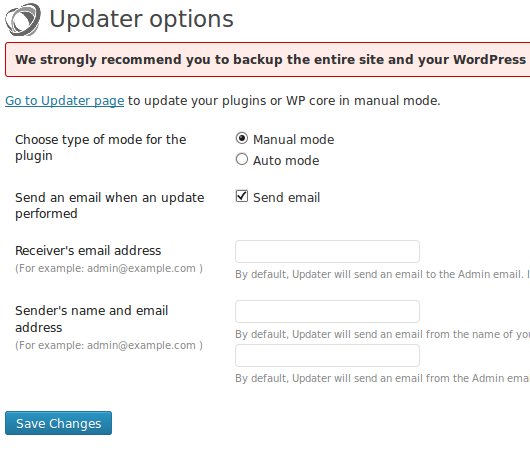 Updater options
We strongly recommend you to backup the entire site and your WordPress
Go to Updater page to update your plugins or WP core in manual mode.
Choose type of mode for the
plugin
Manual mode
Auto mode
Send an email when an update
performed
Send email
Receiver's email address
(For example: admin@example.com )
By default, Updater will send an email to the Admin email.
Sender's name and email
address
(For example: admin@example.com )
By default, Updater will send an email from the name of
By default, Updater will send an email from the Admin
Save Changes